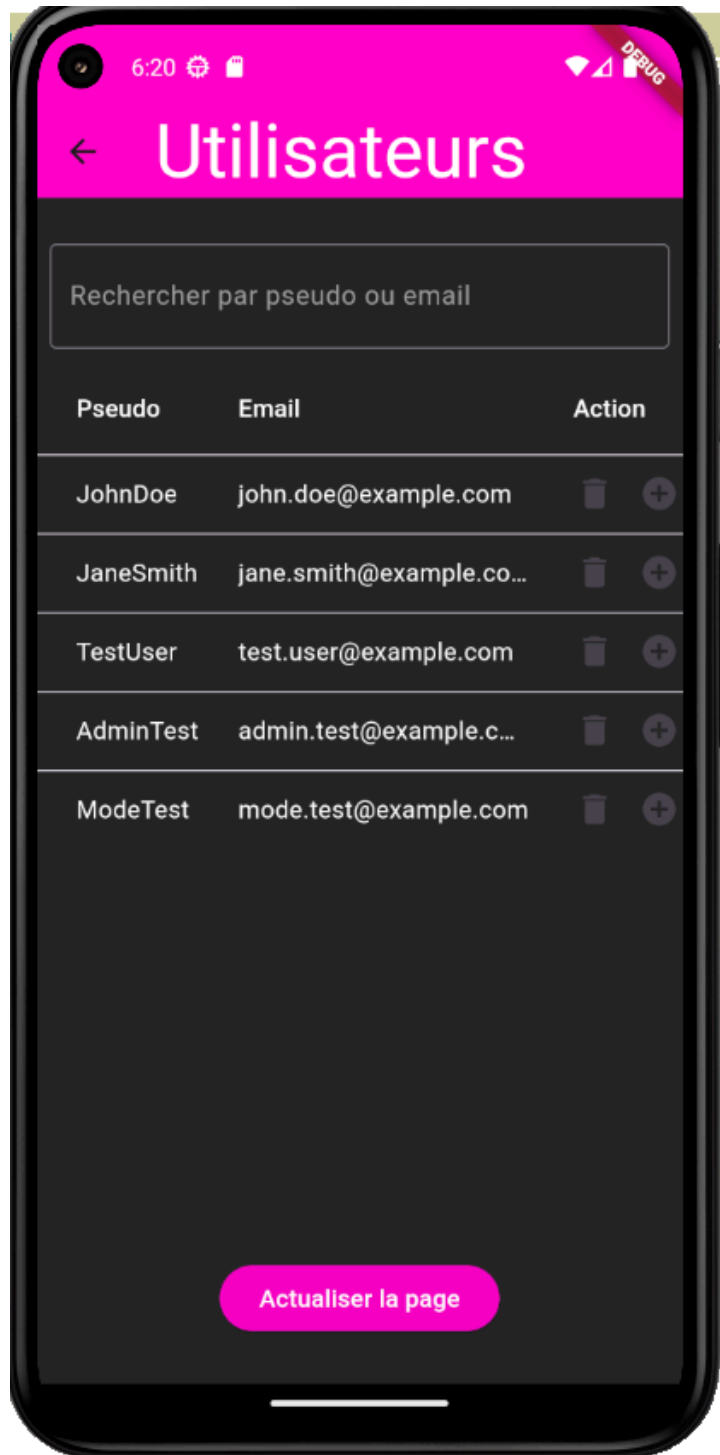 6:20
DEBUG
Utilisateurs
Rechercher par pseudo ou email
Pseudo Email Action
JohnDoe john.doe@example.com
JaneSmith jane.smith@example.co...
TestUser test.user@example.com
AdminTest admin.test@example.c...
ModeTest mode.test@example.com
Actualiser la page